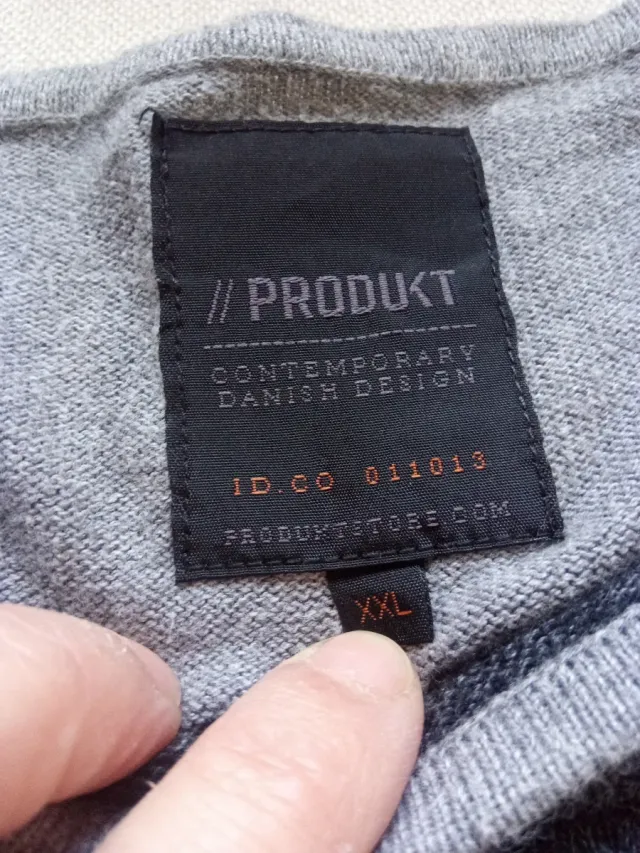 // PRODUKT
CONTEMPORARY
DANISH DESIGN
ID.CO 011013
PRODUKTSTORE.COM
XXL